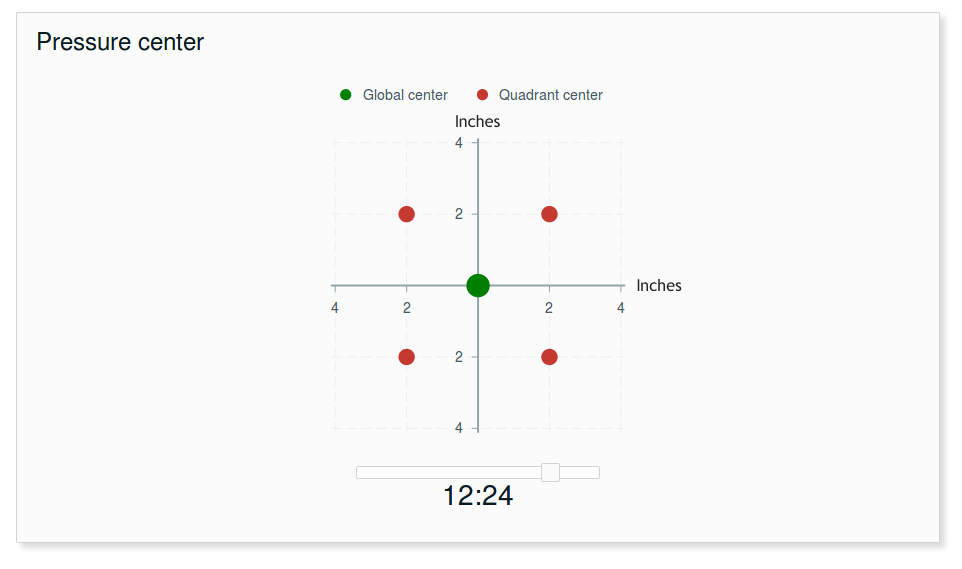 Pressure center
Global center Quadrant center
Inches
4
2
Inches
4 2 2 4
2
4
12:24